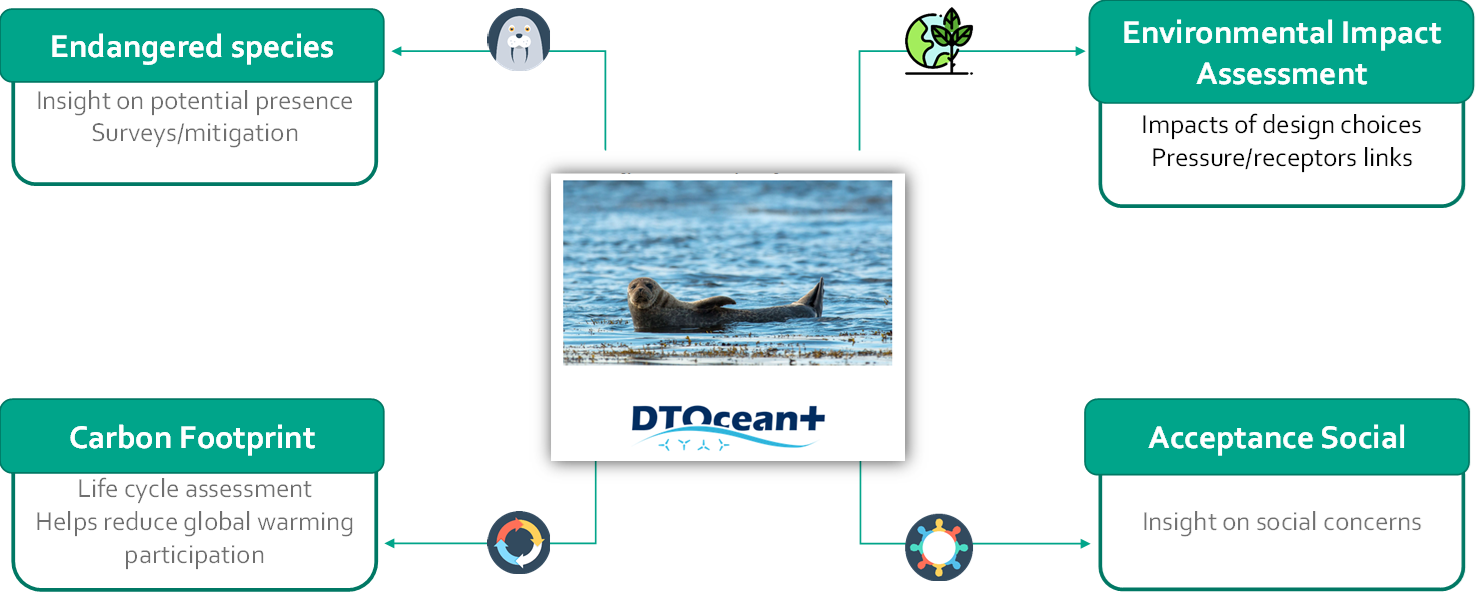 Endangered species
Insight on potential presence
Surveys/mitigation
Environmental Impact
Assessment
Impacts of design choices
Pressure/receptors links
DTOcean+
Carbon Footprint
Life cycle assessment
Helps reduce global warming
participation
Acceptance Social
Insight on social concerns